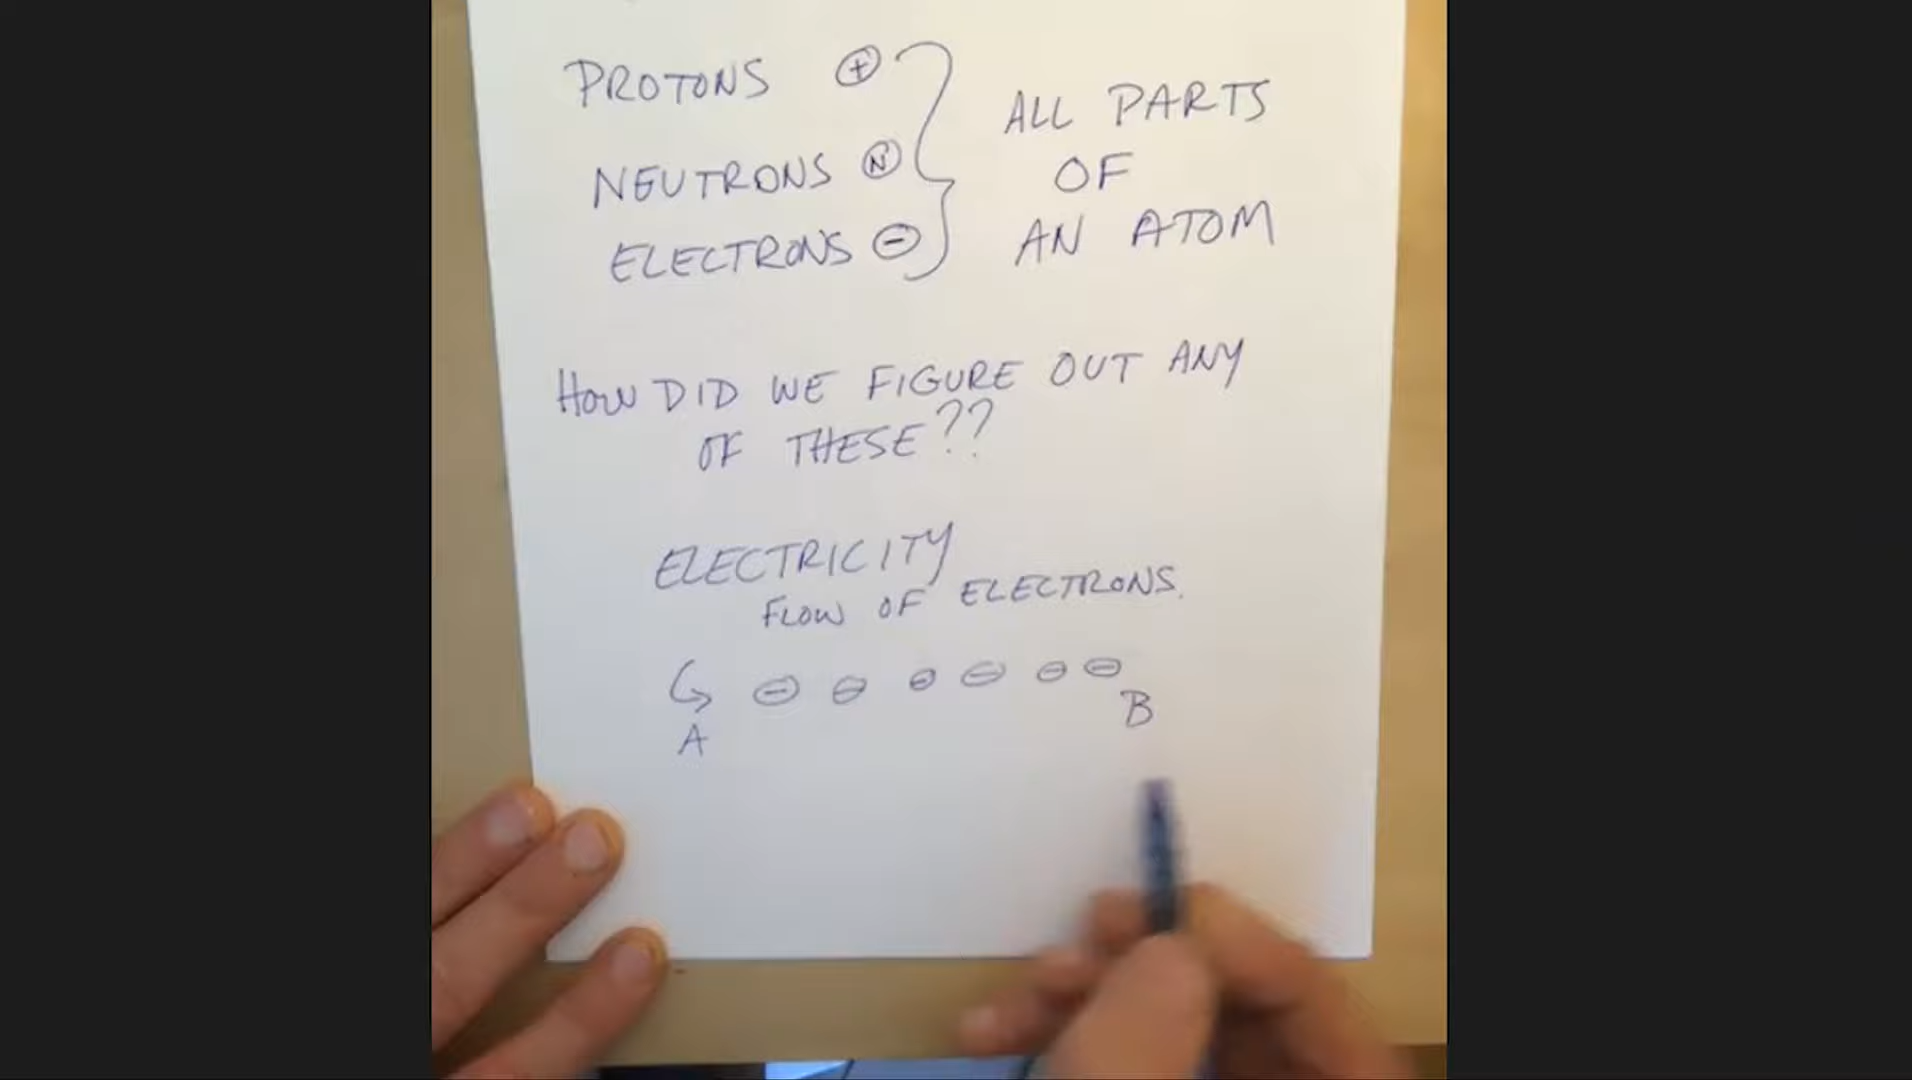 PROTONS +
NEUTRONS N
ELECTRONS -
ALL PARTS
OF
AN ATOM
HOW DID WE FIGURE OUT ANY
OF THESE??
ELECTRICITY
FLOW OF ELECTRONS.
- - - - - -
A
B